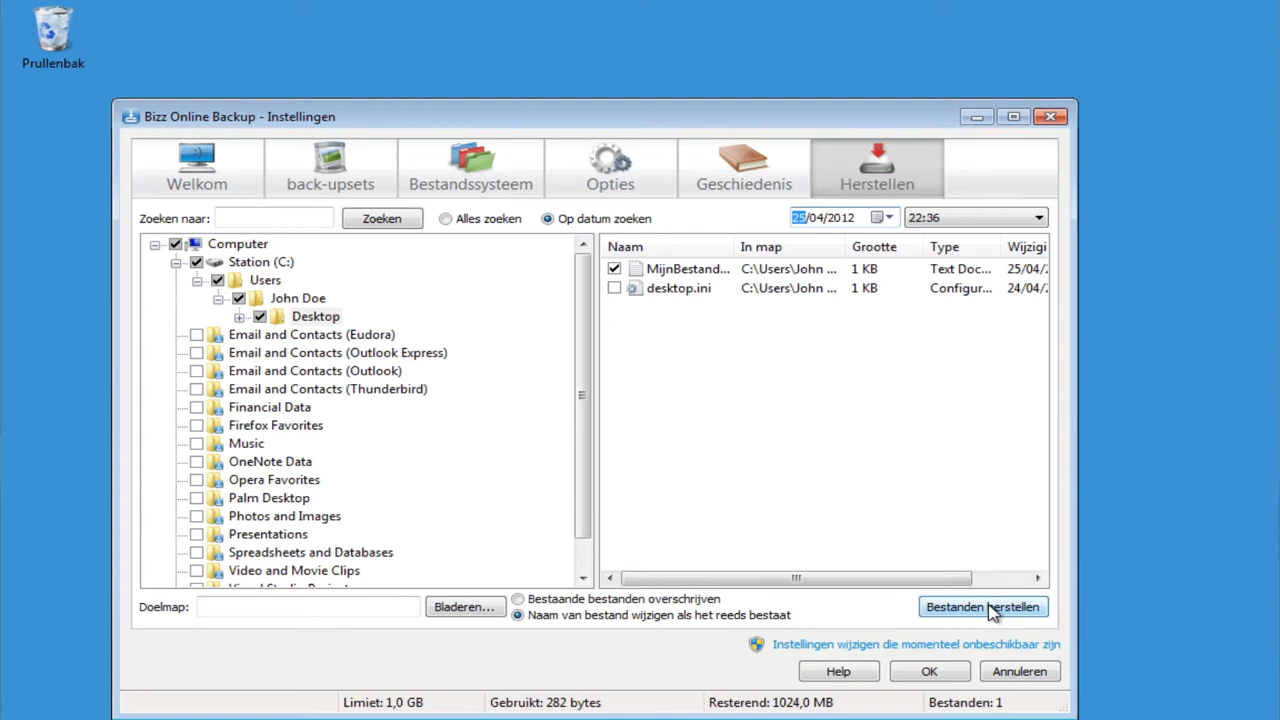 Prullenbak
Bizz Online Backup - Instellingen
Welkom
back-upsets
Bestandssysteem
Opties
Geschiedenis
Herstellen
Zoeken naar:
Zoeken
Alles zoeken
Op datum zoeken
25/04/2012
22:36
Computer
Station (C:)
Users
John Doe
Desktop
Email and Contacts (Eudora)
Email and Contacts (Outlook Express)
Email and Contacts (Outlook)
Email and Contacts (Thunderbird)
Financial Data
Firefox Favorites
Music
OneNote Data
Opera Favorites
Palm Desktop
Photos and Images
Presentations
Spreadsheets and Databases
Video and Movie Clips
Naam In map Grootte Type Wijzigi
MijnBestand... C:\Users\John ... 1 KB Text Doc... 25/04/2
desktop.ini C:\Users\John ... 1 KB Configur... 24/04/2
Doelmap:
Bladeren...
Bestaande bestanden overschrijven
Naam van bestand wijzigen als het reeds bestaat
Bestanden herstellen
Instellingen wijzigen die momenteel onbeschikbaar zijn
Help
OK
Annuleren
Limiet: 1,0 GB
Gebruikt: 282 bytes
Resterend: 1024,0 MB
Bestanden: 1